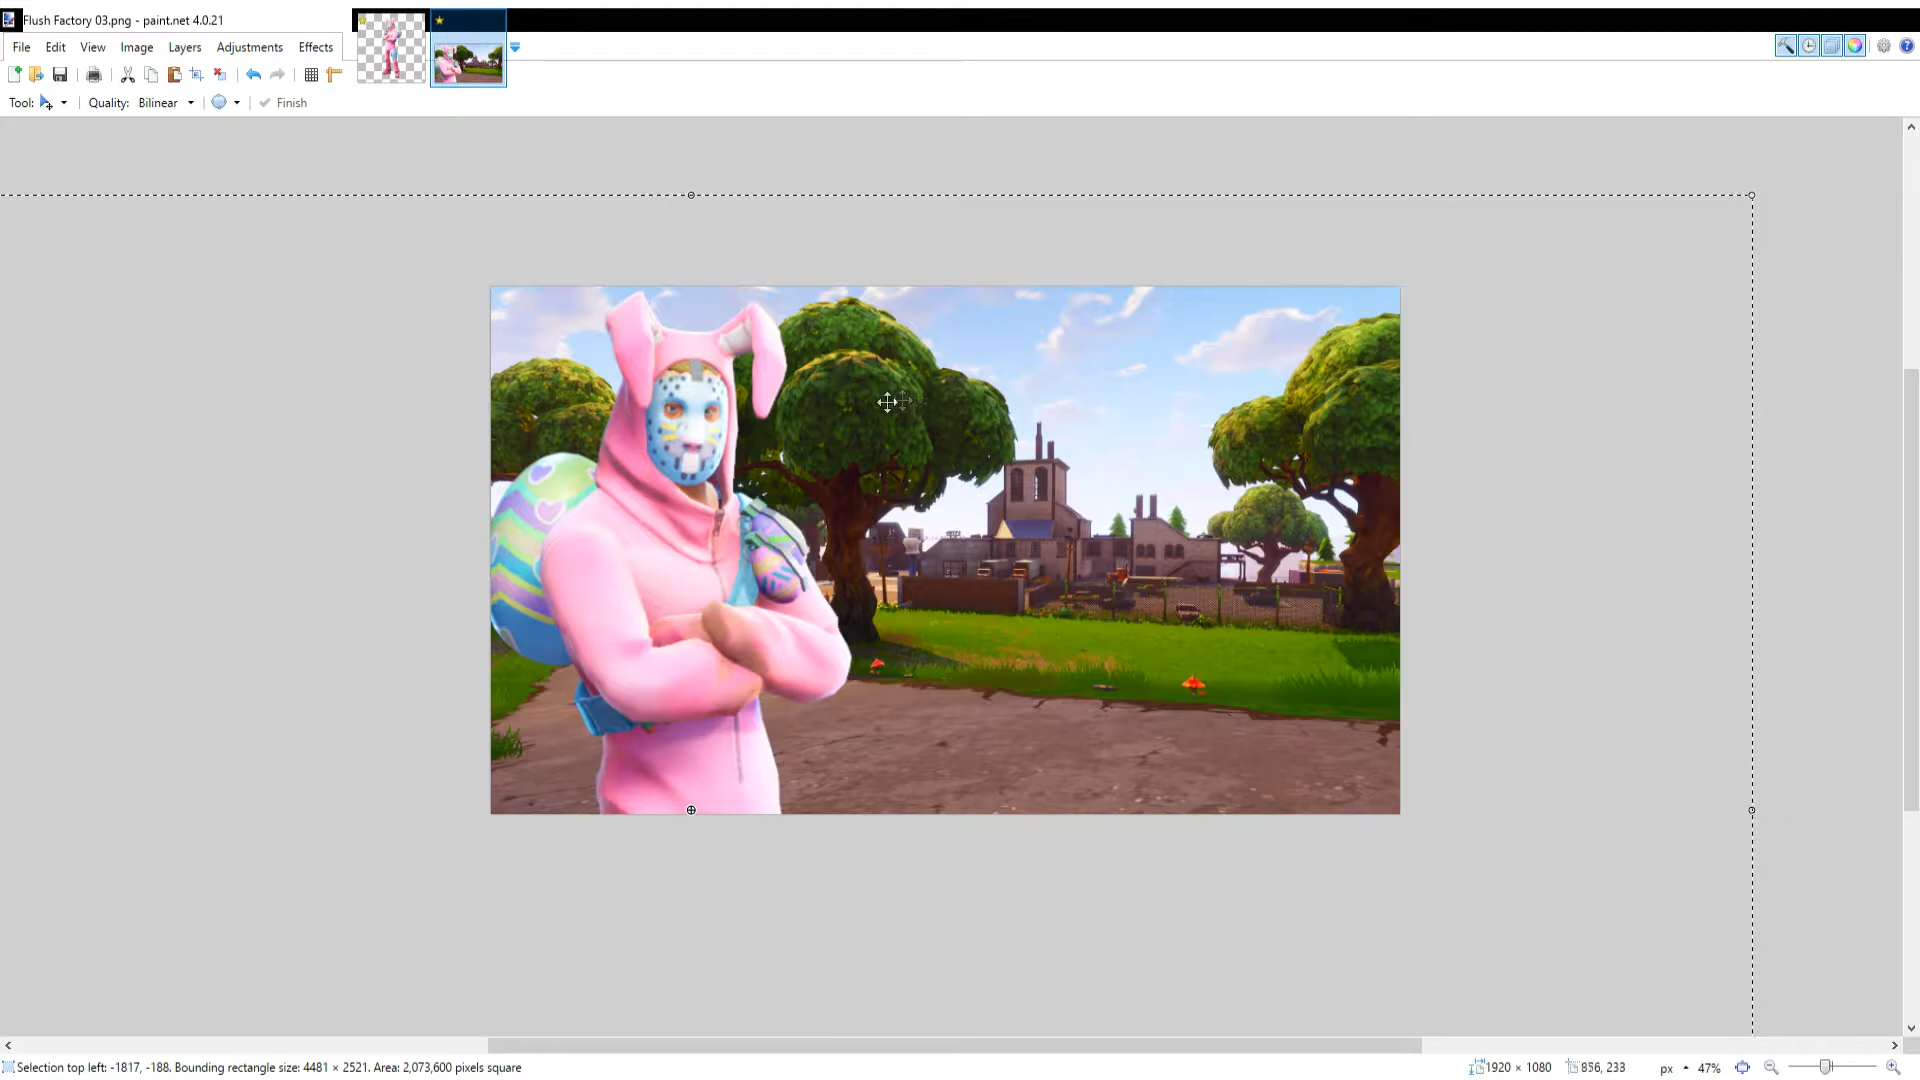 Flush Factory 03.png - paint.net 4.0.21
File Edit View Image Layers Adjustments Effects
Tool: Quality: Bilinear Finish
Selection top left: -1817, -188. Bounding rectangle size: 4481 × 2521. Area: 2,073,600 pixels square 1920 × 1080 856, 233 px 47%